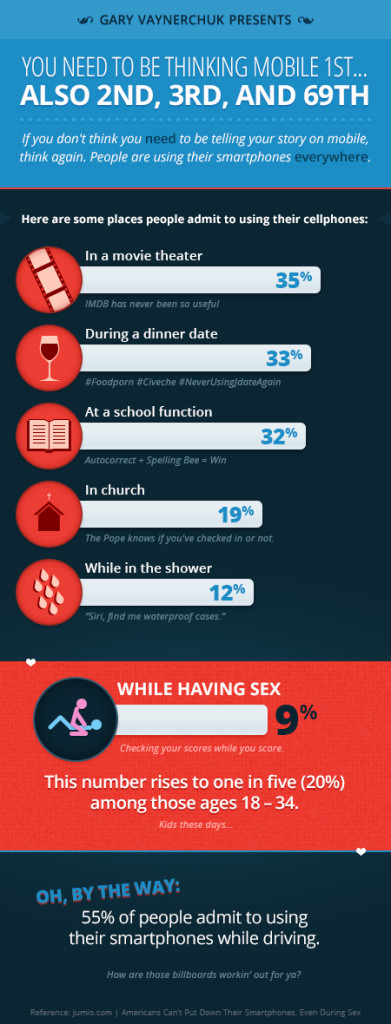 GARY VAYNERCHUK PRESENTS
YOU NEED TO BE THINKING MOBILE 1ST...
ALSO 2ND, 3RD, AND 69TH
If you don't think you need to be telling your story on mobile,
think again. People are using their smartphones everywhere.
Here are some places people admit to using their cellphones:
In a movie theater
35%
IMDB has never been so useful
During a dinner date
33%
#Foodporn #Civeche #NeverUsingJdateAgain
At a school function
32%
Autocorrect + Spelling Bee = Win
In church
19%
The Pope knows if you've checked in or not.
While in the shower
12%
"Siri, find me waterproof cases."
WHILE HAVING SEX
9%
Checking your scores while you score.
This number rises to one in five (20%)
among those ages 18 – 34.
Kids these days...
OH, BY THE WAY:
55% of people admit to using
their smartphones while driving.
How are those billboards workin' out for ya?
Reference: jumio.com | Americans Can't Put Down Their Smartphones, Even During Sex